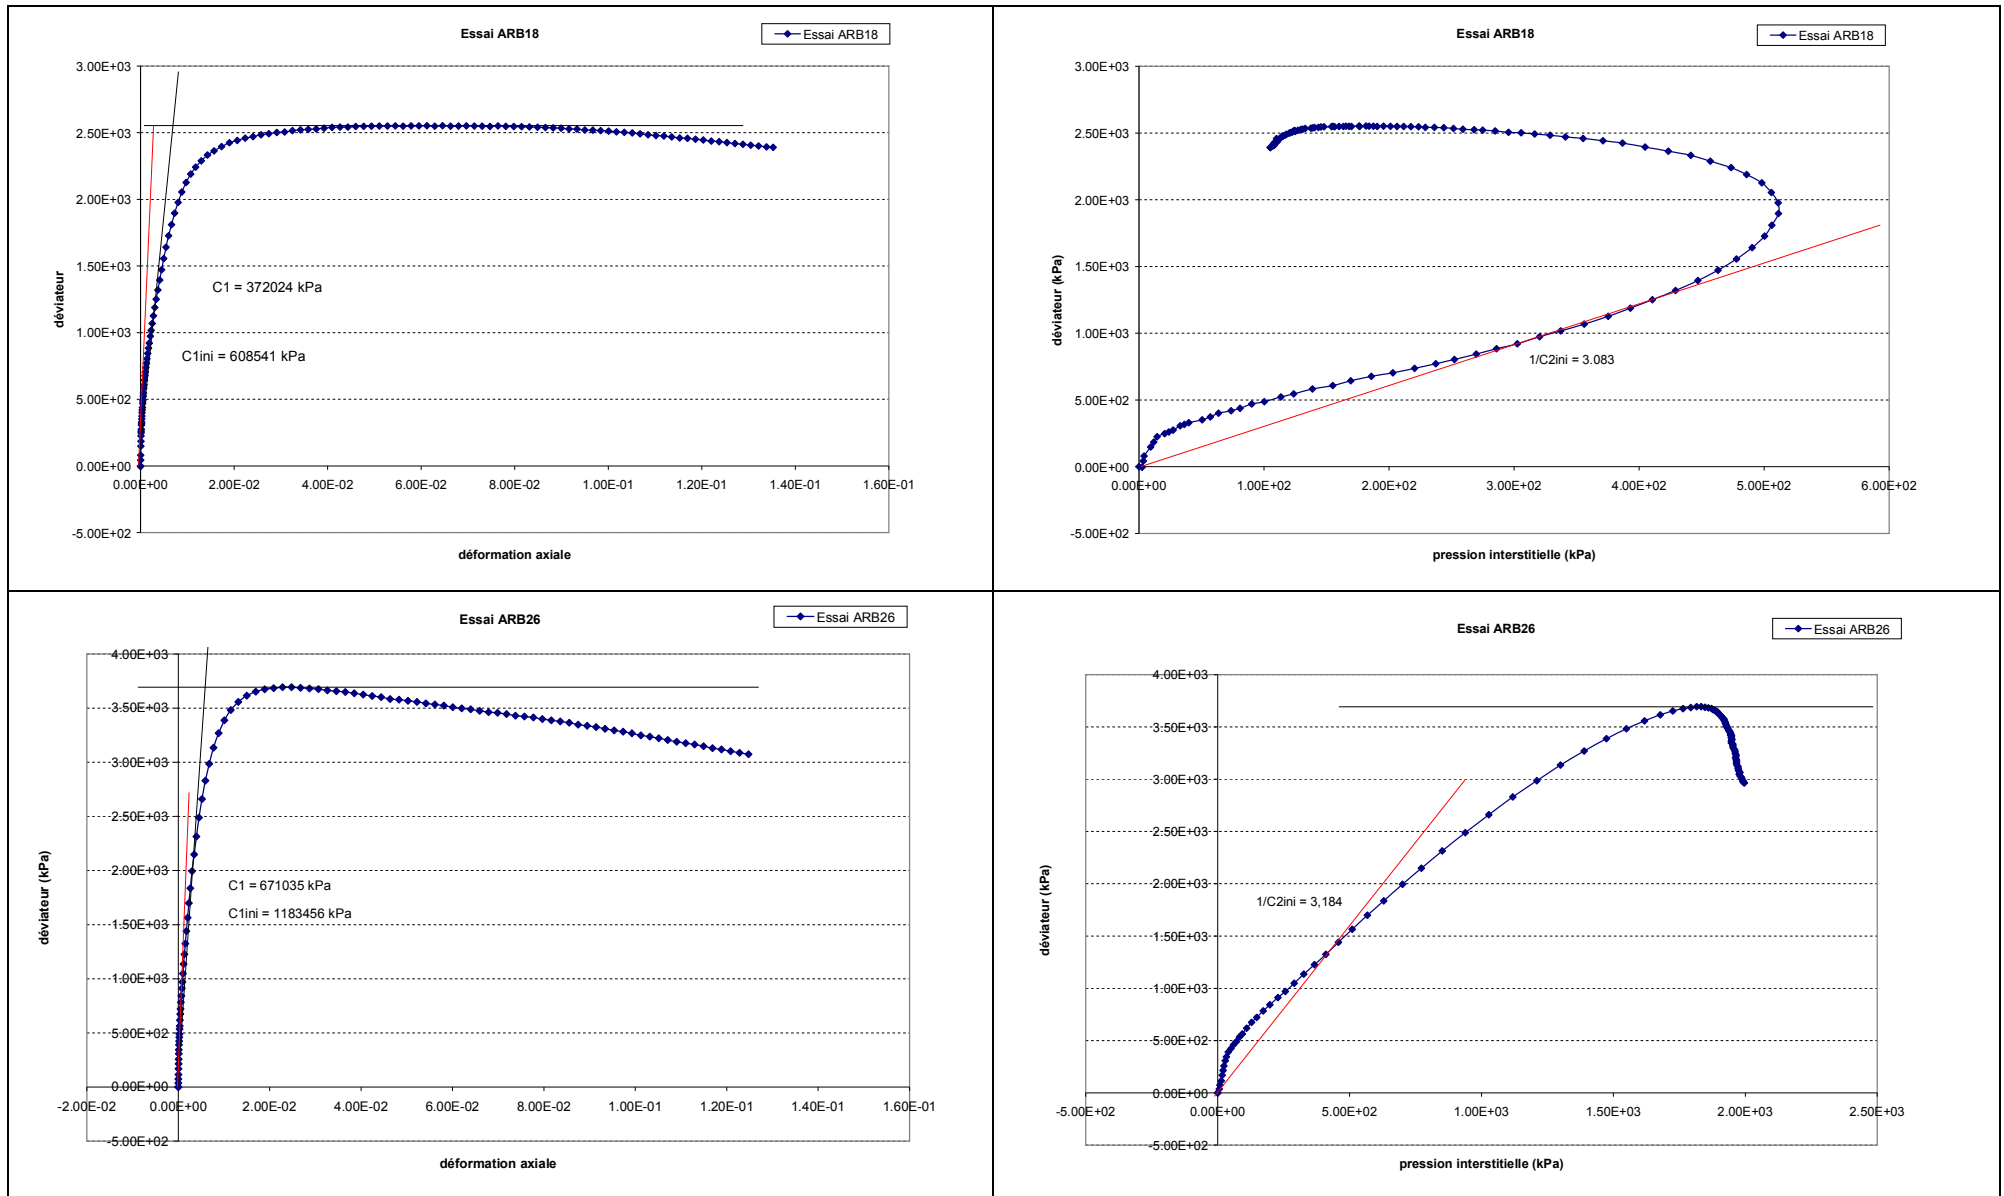 Essai ARB18
Essai ARB18
3.00E+03
2.50E+03
2.00E+03
1.50E+03
1.00E+03
5.00E+02
0.00E+00
-5.00E+02
déviateur
C1 = 372024 kPa
C1ini = 608541 kPa
0.00E+00 2.00E-02 4.00E-02 6.00E-02 8.00E-02 1.00E-01 1.20E-01 1.40E-01 1.60E-01
déformation axiale
Essai ARB18
Essai ARB18
3.00E+03
2.50E+03
2.00E+03
1.50E+03
1.00E+03
5.00E+02
0.00E+00
-5.00E+02
déviateur (kPa)
1/C2ini = 3.083
0.00E+00 1.00E+02 2.00E+02 3.00E+02 4.00E+02 5.00E+02 6.00E+02
pression interstitielle (kPa)
Essai ARB26
Essai ARB26
4.00E+03
3.50E+03
3.00E+03
2.50E+03
2.00E+03
1.50E+03
1.00E+03
5.00E+02
0.00E+00
-5.00E+02
déviateur (kPa)
C1 = 671035 kPa
C1ini = 1183456 kPa
-2.00E-02 0.00E+00 2.00E-02 4.00E-02 6.00E-02 8.00E-02 1.00E-01 1.20E-01 1.40E-01 1.60E-01
déformation axiale
Essai ARB26
Essai ARB26
4.00E+03
3.50E+03
3.00E+03
2.50E+03
2.00E+03
1.50E+03
1.00E+03
5.00E+02
0.00E+00
-5.00E+02
déviateur (kPa)
1/C2ini = 3,184
-5.00E+02 0.00E+00 5.00E+02 1.00E+03 1.50E+03 2.00E+03 2.50E+03
pression interstitielle (kPa)